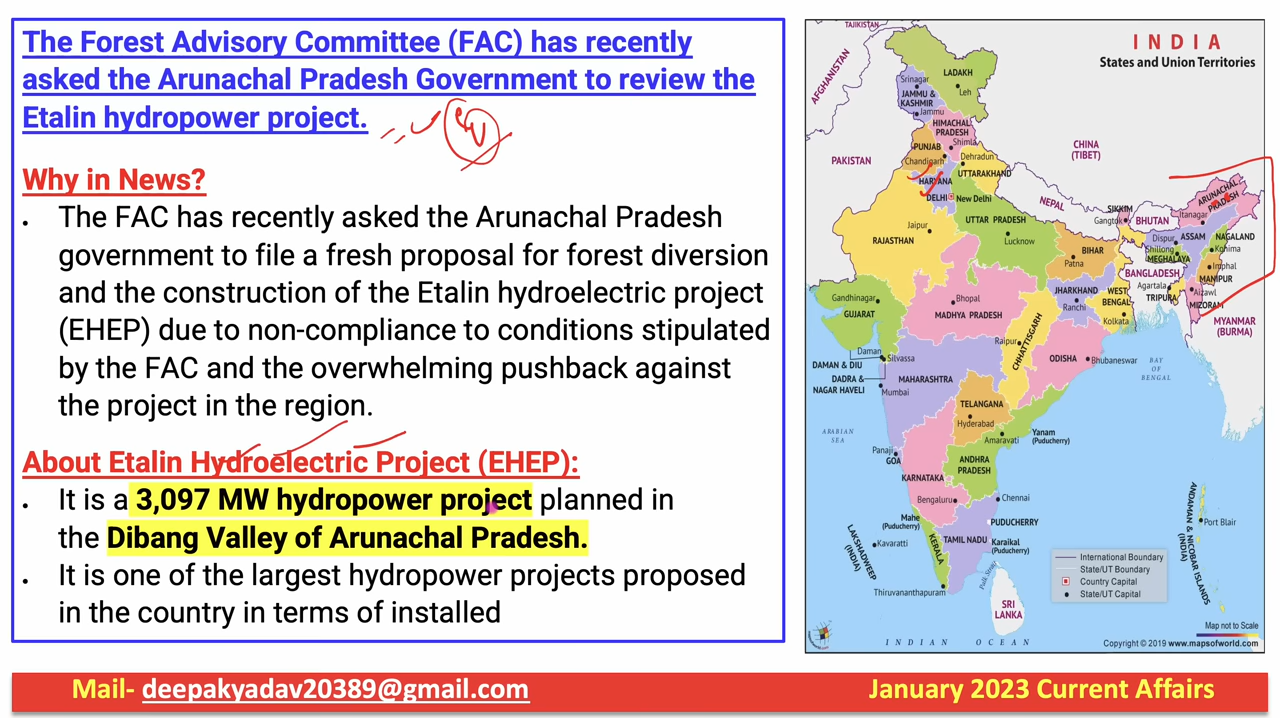 The Forest Advisory Committee (FAC) has recently
asked the Arunachal Pradesh Government to review the
Etalin hydropower project.
Why in News?
The FAC has recently asked the Arunachal Pradesh
government to file a fresh proposal for forest diversion
and the construction of the Etalin hydroelectric project
(EHEP) due to non-compliance to conditions stipulated
by the FAC and the overwhelming pushback against
the project in the region.
About Etalin Hydroelectric Project (EHEP):
It is a 3,097 MW hydropower project planned in
the Dibang Valley of Arunachal Pradesh.
It is one of the largest hydropower projects proposed
in the country in terms of installed
INDIA
States and Union Territories
TAJIKISTAN
AFGHANISTAN
LADAKH
Srinagar
Leh
JAMMU &
KASHMIR
Jammu
HIMACHAL
PRADESH
Shimla
PUNJAB
Chandigarh
Dehradun
UTTARAKHAND
HARYANA
DELHI
New Delhi
PAKISTAN
CHINA
(TIBET)
NEPAL
SIKKIM
Gangtok
BHUTAN
ARUNACHAL
PRADESH
Itanagar
Jaipur
RAJASTHAN
UTTAR PRADESH
Lucknow
BIHAR
Patna
Dispur
ASSAM
NAGALAND
Kohima
Shillong
MEGHALAYA
Imphal
MANIPUR
BANGLADESH
Agartala
TRIPURA
Aizawl
MIZORAM
MYANMAR
(BURMA)
Gandhinagar
GUJARAT
Bhopal
MADHYA PRADESH
JHARKHAND
Ranchi
WEST
BENGAL
Kolkata
CHHATTISGARH
Raipur
ODISHA
Bhubaneswar
BAY
OF
BENGAL
Daman
Silvassa
DAMAN & DIU
DADRA &
NAGAR HAVELI
MAHARASHTRA
Mumbai
TELANGANA
Hyderabad
ARABIAN
SEA
Amaravati
Yanam
(Puducherry)
Panaji
GOA
ANDHRA
PRADESH
KARNATAKA
Bengaluru
Chennai
Mahe
(Puducherry)
PUDUCHERRY
TAMIL NADU
Karaikal
(Puducherry)
KERALA
LAKSHADWEEP
(INDIA)
Kavaratti
Thiruvananthapuram
Palk Strait
SRI
LANKA
ANDAMAN & NICOBAR ISLANDS
(INDIA)
Port Blair
International Boundary
State/UT Boundary
Country Capital
State/UT Capital
Map not to Scale
INDIAN OCEAN
Copyright © 2019 www.mapsofworld.com
Mail- deepakyadav20389@gmail.com
January 2023 Current Affairs